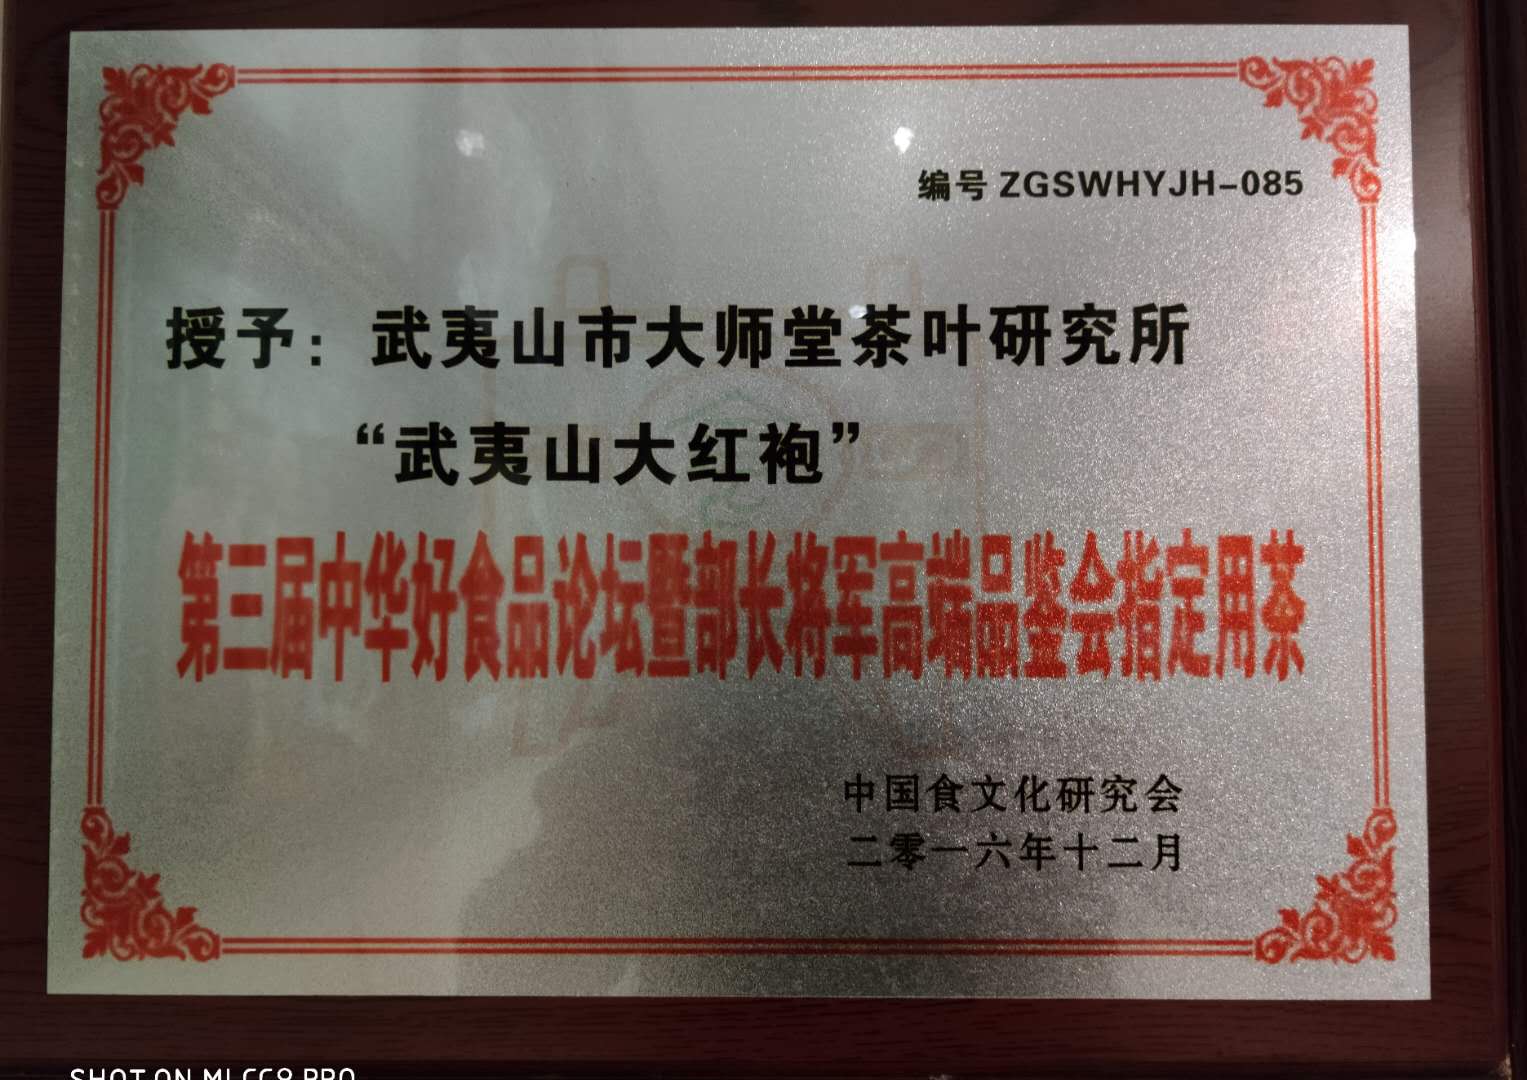 编号 ZGSWHYJH-085
授予：武夷山市大师堂茶叶研究所
“武夷山大红袍”
第三届中华好食品论坛暨部长将军高端品鉴会指定用茶
中国食文化研究会
二零一六年十二月
SHOT ON MI CC9 PRO